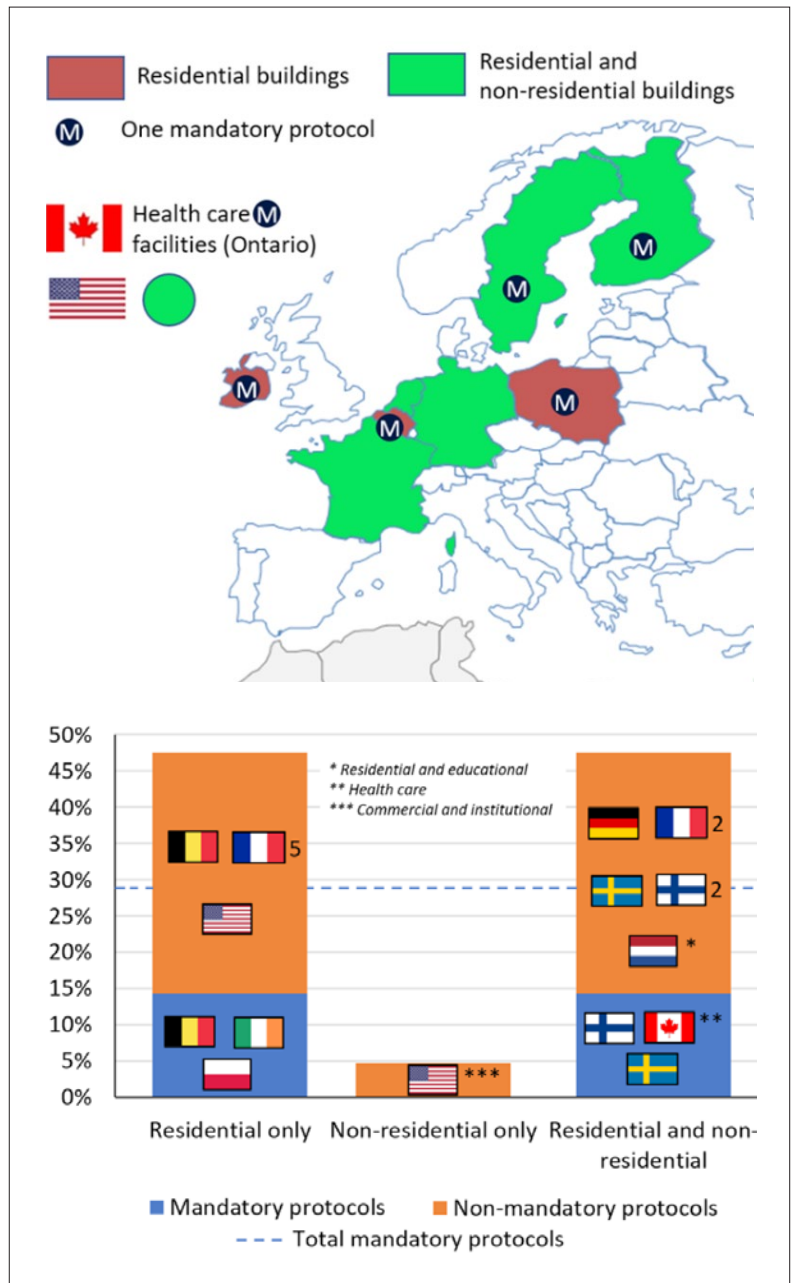 Residential buildings
Residential and
non-residential buildings
M One mandatory protocol
Health care M
facilities (Ontario)
M
M
M
M
M
50%
45%
40%
35%
30%
25%
20%
15%
10%
5%
0%
* Residential and educational
** Health care
*** Commercial and institutional
5
2
2
*
**
***
Residential only
Non-residential only
Residential and non-
residential
Mandatory protocols
Non-mandatory protocols
Total mandatory protocols